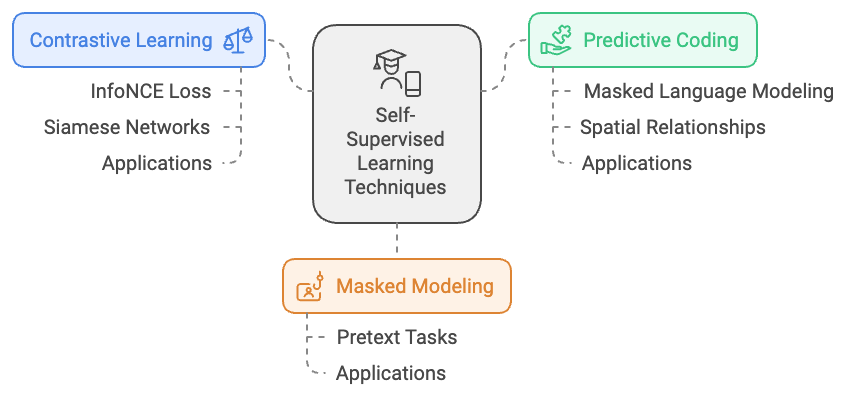 Contrastive Learning
InfoNCE Loss
Siamese Networks
Applications
Self-
Supervised
Learning
Techniques
Predictive Coding
Masked Language Modeling
Spatial Relationships
Applications
Masked Modeling
Pretext Tasks
Applications